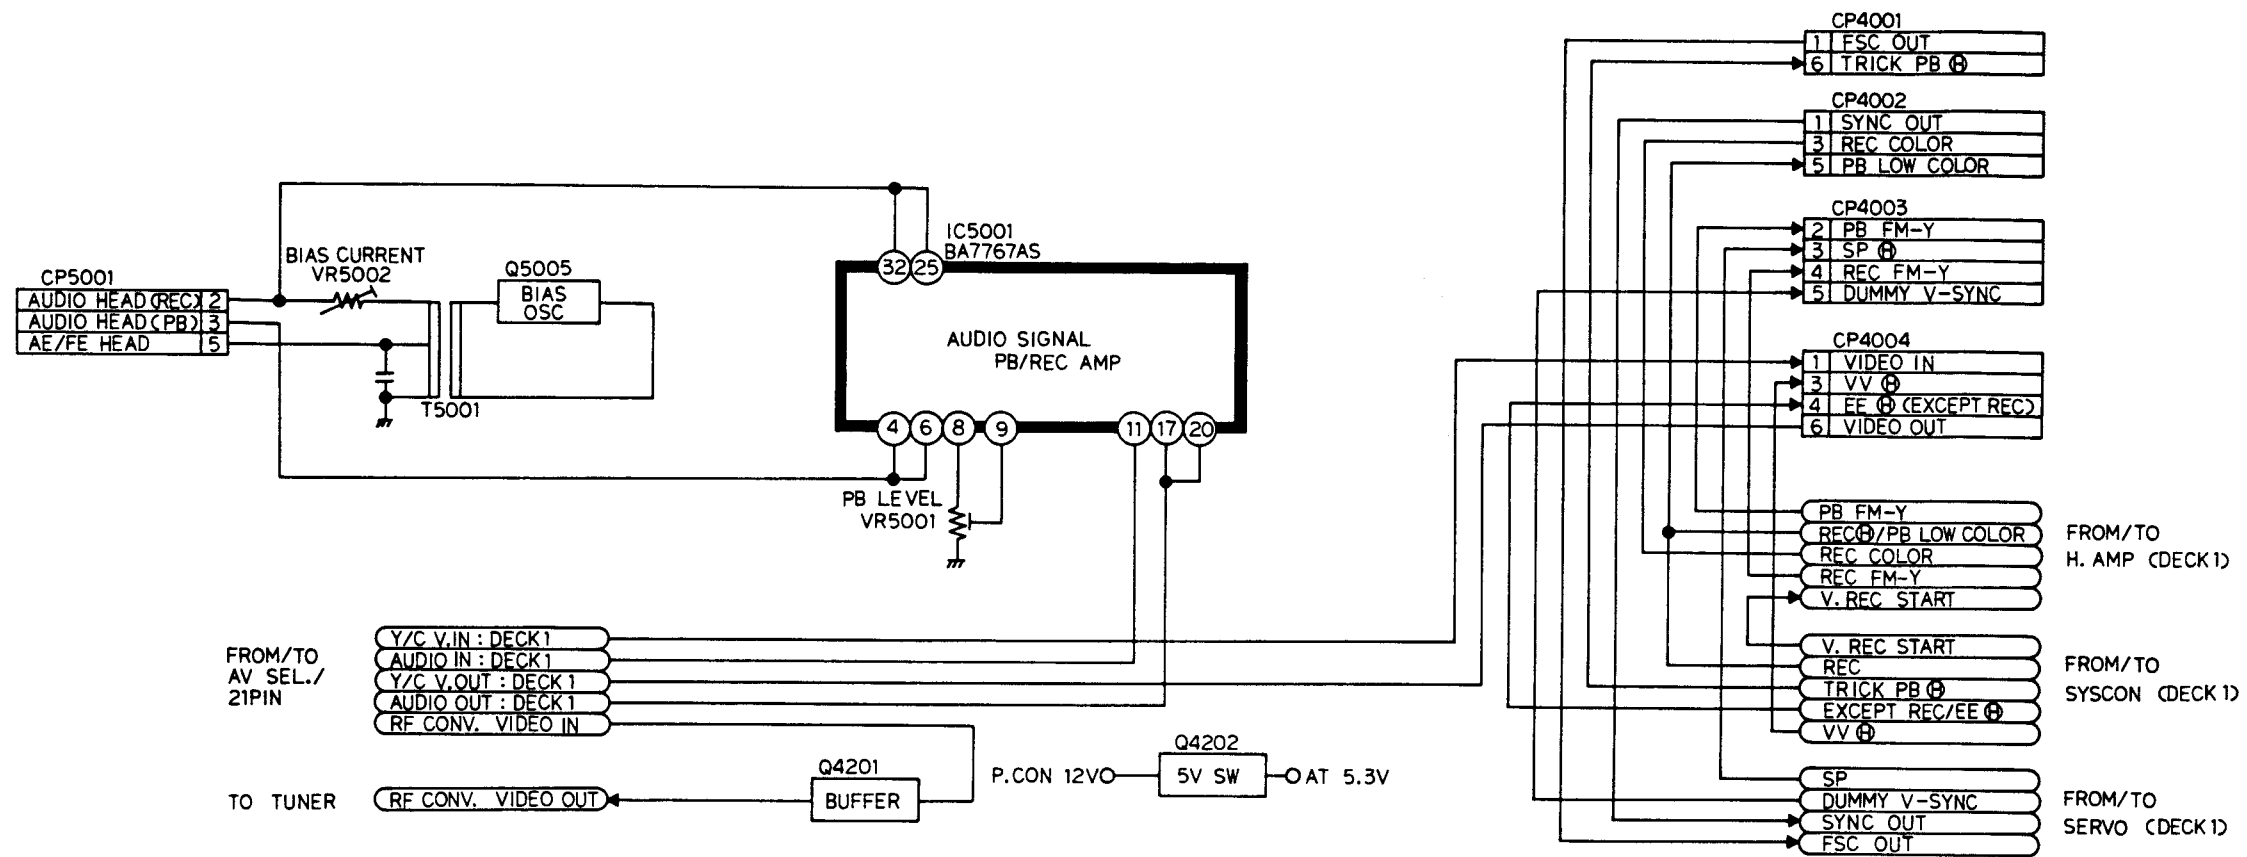 CP4001
1 FSC OUT
6 TRICK PB Ⓗ
CP4002
1 SYNC OUT
3 REC COLOR
5 PB LOW COLOR
CP4003
2 PB FM-Y
3 SP Ⓗ
4 REC FM-Y
5 DUMMY V-SYNC
CP4004
1 VIDEO IN
3 VV Ⓗ
4 EE Ⓗ (EXCEPT REC)
6 VIDEO OUT
IC5001
BA7767AS
32 25
AUDIO SIGNAL
PB/REC AMP
4 6 8 9 11 17 20
BIAS CURRENT
VR5002
Q5005
BIAS
OSC
CP5001
AUDIO HEAD (REC) 2
AUDIO HEAD (PB) 3
AE/FE HEAD 5
T5001
PB LEVEL
VR5001
PB FM-Y
REC Ⓗ/PB LOW COLOR
REC COLOR
REC FM-Y
V. REC START
FROM/TO
H. AMP (DECK1)
V. REC START
REC
TRICK PB Ⓗ
EXCEPT REC/EE Ⓗ
VV Ⓗ
FROM/TO
SYSCON (DECK1)
SP
DUMMY V-SYNC
SYNC OUT
FSC OUT
FROM/TO
SERVO (DECK1)
FROM/TO
AV SEL./
21PIN
Y/C V.IN : DECK1
AUDIO IN : DECK1
Y/C V.OUT : DECK1
AUDIO OUT : DECK1
RF CONV. VIDEO IN
TO TUNER
RF CONV. VIDEO OUT
Q4201
BUFFER
P.CON 12V
Q4202
5V SW
AT 5.3V